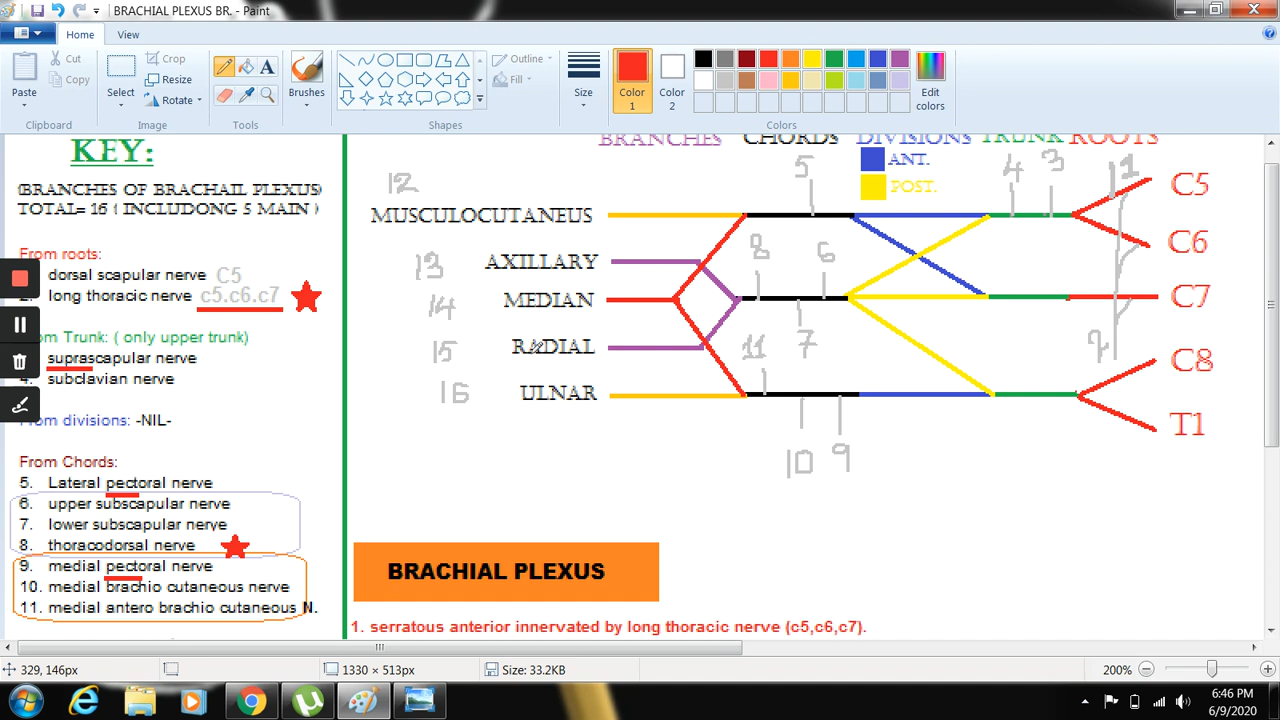 BRACHIAL PLEXUS BR. - Paint
Home View
Cut
Copy
Paste
Clipboard
Crop
Resize
Rotate
Select
Image
Tools
Brushes
Shapes
Outline
Fill
Size
Color 1
Color 2
Edit colors
Colors
KEY:
(BRANCHES OF BRACHAIL PLEXUS)
TOTAL= 16 ( INCLUDONG 5 MAIN )
From roots:
dorsal scapular nerve C5
long thoracic nerve c5.c6.c7
om Trunk: ( only upper trunk)
suprascapular nerve
4. subclavian nerve
From divisions: -NIL-
From Chords:
5. Lateral pectoral nerve
6. upper subscapular nerve
7. lower subscapular nerve
8. thoracodorsal nerve
9. medial pectoral nerve
10. medial brachio cutaneous nerve
11. medial antero brachio cutaneous N.
BRANCHES CHORDS DIVISIONS TRUNK ROOTS
ANT.
POST.
12
MUSCULOCUTANEUS
13
AXILLARY
14
MEDIAN
15
RADIAL
16
ULNAR
5
8
6
7
11
10
9
4
3
1
2
C5
C6
C7
C8
T1
BRACHIAL PLEXUS
1. serratous anterior innervated by long thoracic nerve (c5,c6,c7).
329, 146px
1330 × 513px
Size: 33.2KB
200%
6:46 PM
6/9/2020